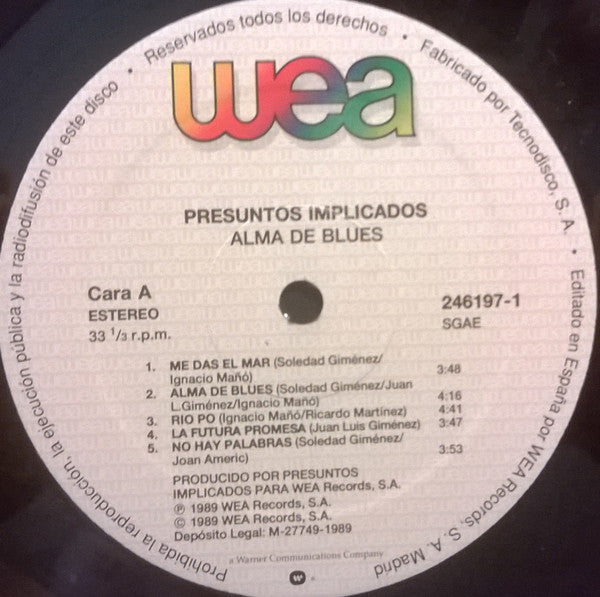 Reservados todos los derechos • Fabricado por Tecnodisco, S. A. • Editado en España por WEA Records, S. A. Madrid
Prohibida la reproducción, la ejecución pública y la radiodifusión de este disco •
wea
PRESUNTOS IMPLICADOS
ALMA DE BLUES
Cara A
ESTEREO
33 1/3 r.p.m.
246197-1
SGAE
1. ME DAS EL MAR (Soledad Giménez/
Ignacio Mañó) 3:48
2. ALMA DE BLUES (Soledad Giménez/Juan
L.Giménez/Ignacio Mañó) 4:16
3. RIO PO (Ignacio Mañó/Ricardo Martínez) 4:41
4. LA FUTURA PROMESA (Juan Luis Giménez) 3:47
5. NO HAY PALABRAS (Soledad Giménez/
Joan Americ) 3:53
PRODUCIDO POR PRESUNTOS
IMPLICADOS PARA WEA Records, S.A.
℗ 1989 WEA Records, S.A.
© 1989 WEA Records, S.A.
Depósito Legal: M-27749-1989
a Warner Communications Company